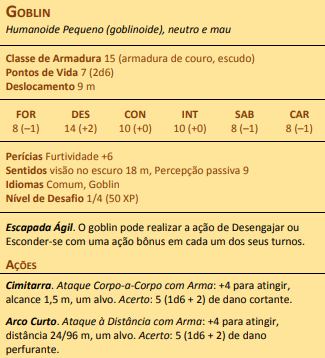 GOBLIN
Humanoide Pequeno (goblinoide), neutro e mau
Classe de Armadura 15 (armadura de couro, escudo)
Pontos de Vida 7 (2d6)
Deslocamento 9 m
FOR DES CON INT SAB CAR
8 (–1) 14 (+2) 10 (+0) 10 (+0) 8 (–1) 8 (–1)
Perícias Furtividade +6
Sentidos visão no escuro 18 m, Percepção passiva 9
Idiomas Comum, Goblin
Nível de Desafio 1/4 (50 XP)
Escapada Ágil. O goblin pode realizar a ação de Desengajar ou
Esconder-se com uma ação bônus em cada um dos seus turnos.
AÇÕES
Cimitarra. Ataque Corpo-a-Corpo com Arma: +4 para atingir,
alcance 1,5 m, um alvo. Acerto: 5 (1d6 + 2) de dano cortante.
Arco Curto. Ataque à Distância com Arma: +4 para atingir,
distância 24/96 m, um alvo. Acerto: 5 (1d6 + 2) de dano
perfurante.